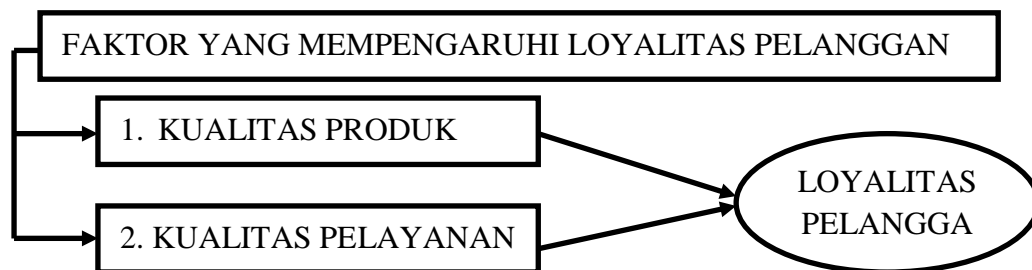 FAKTOR YANG MEMPENGARUHI LOYALITAS PELANGGAN
1. KUALITAS PRODUK
2. KUALITAS PELAYANAN
LOYALITAS
PELANGGA